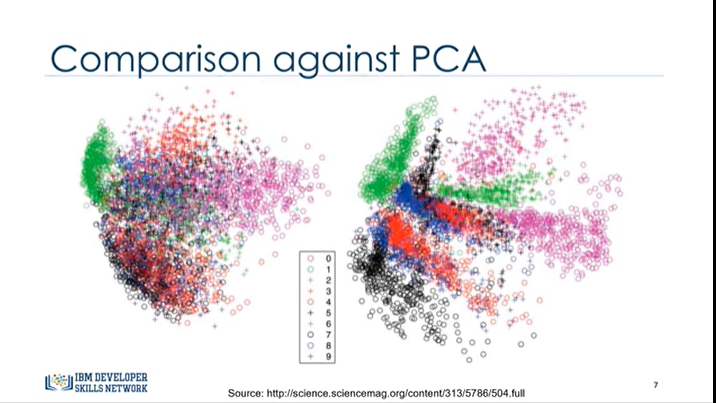 Comparison against PCA
0
1
2
3
4
5
6
7
8
9
IBM DEVELOPER
SKILLS NETWORK
Source: http://science.sciencemag.org/content/313/5786/504.full
7